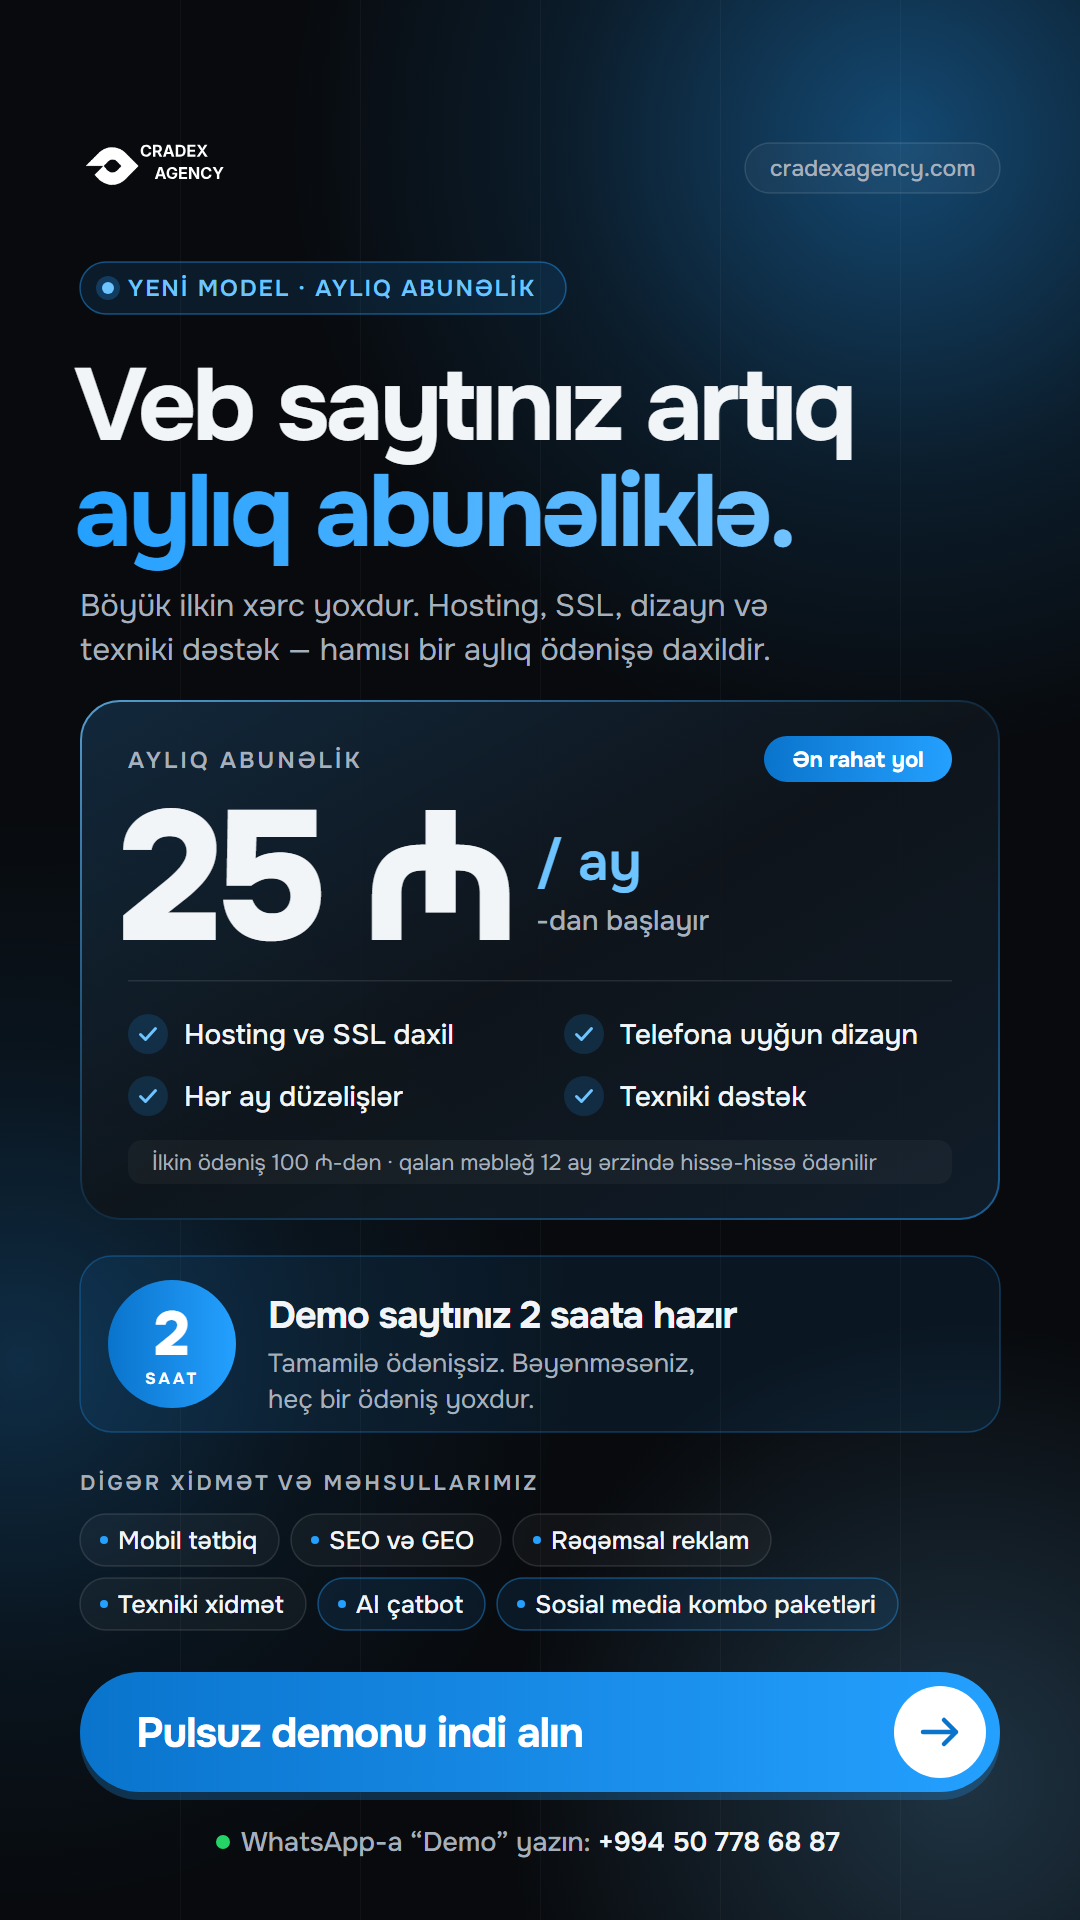 CRADEX
AGENCY
cradexagency.com
YENİ MODEL · AYLIQ ABUNƏLİK
Veb saytınız artıq
aylıq abunəliklə.
Böyük ilkin xərc yoxdur. Hosting, SSL, dizayn və
texniki dəstək — hamısı bir aylıq ödənişə daxildir.
AYLIQ ABUNƏLİK
Ən rahat yol
25 ₼ / ay
-dan başlayır
Hosting və SSL daxil
Telefona uyğun dizayn
Hər ay düzəlişlər
Texniki dəstək
İlkin ödəniş 100 ₼-dən · qalan məbləğ 12 ay ərzində hissə-hissə ödənilir
2
SAAT
Demo saytınız 2 saata hazır
Tamamilə ödənişsiz. Bəyənməsəniz,
heç bir ödəniş yoxdur.
DİGƏR XİDMƏT VƏ MƏHSULLARIMIZ
Mobil tətbiq
SEO və GEO
Rəqəmsal reklam
Texniki xidmət
AI çatbot
Sosial media kombo paketləri
Pulsuz demonu indi alın
WhatsApp-a “Demo” yazın: +994 50 778 68 87